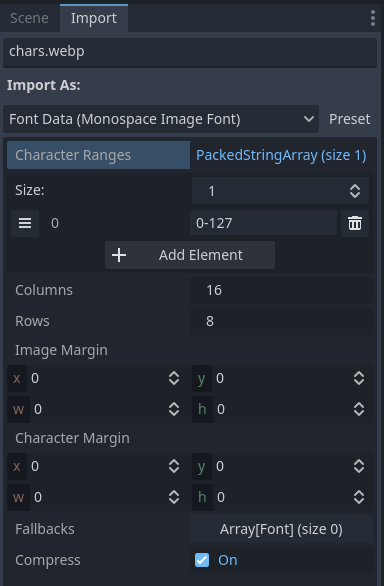 Scene Import
chars.webp
Import As:
Font Data (Monospace Image Font) Preset
Character Ranges PackedStringArray (size 1)
Size: 1
0 0-127
Add Element
Columns 16
Rows 8
Image Margin
x 0 y 0
w 0 h 0
Character Margin
x 0 y 0
w 0 h 0
Fallbacks Array[Font] (size 0)
Compress On